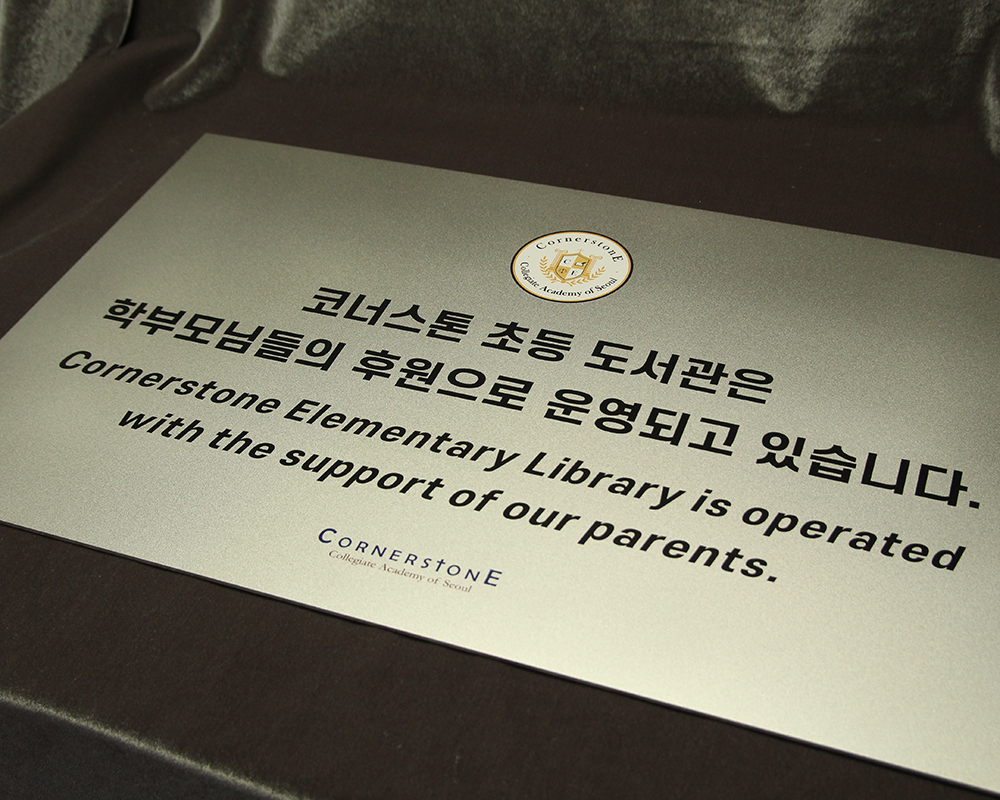 CornerstonE
Collegiate Academy of Seoul
코너스톤 초등 도서관은
학부모님들의 후원으로 운영되고 있습니다.
Cornerstone Elementary Library is operated
with the support of our parents.
CORNERSTONE
Collegiate Academy of Seoul